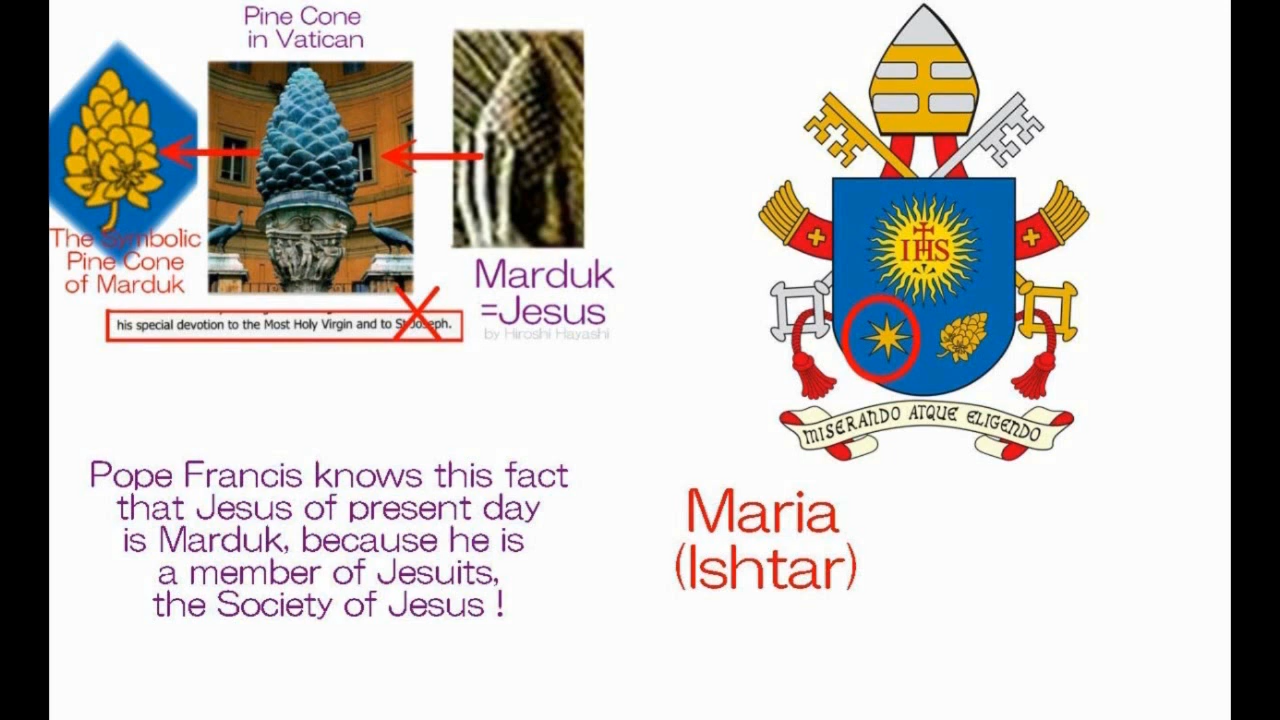 Pine Cone
in Vatican
The Symbolic
Pine Cone
of Marduk
his special devotion to the Most Holy Virgin and to St Joseph.
Marduk
=Jesus
by Hiroshi Hayashi
Pope Francis knows this fact
that Jesus of present day
is Marduk, because he is
a member of Jesuits,
the Society of Jesus !
IHS
MISERANDO ATQUE ELIGENDO
Maria
(Ishtar)